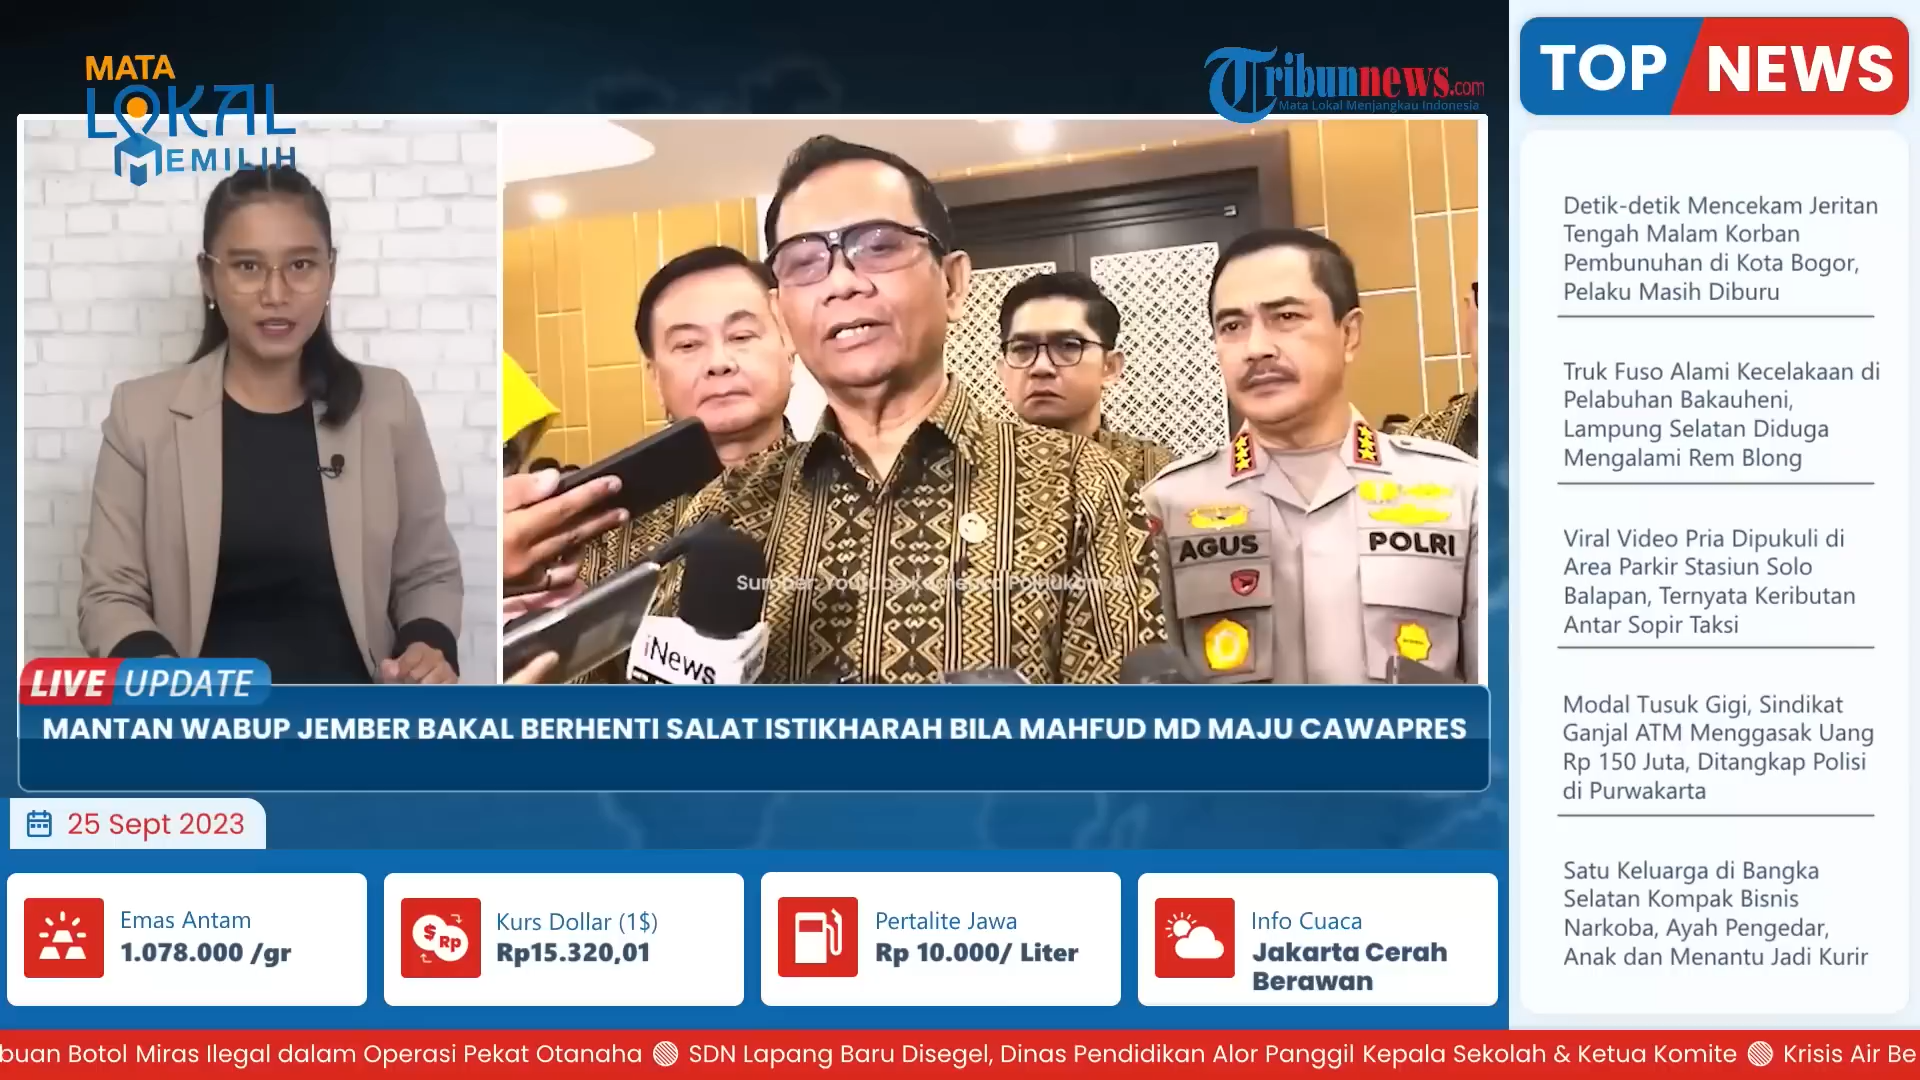 MATA
LOKAL
MEMILIH
Tribunnews.com
Mata Lokal Menjangkau Indonesia
TOP NEWS
AGUS
POLRI
Sumber: Youtube Kemenko Polhukam RI
iNews
LIVE UPDATE
MANTAN WABUP JEMBER BAKAL BERHENTI SALAT ISTIKHARAH BILA MAHFUD MD MAJU CAWAPRES
25 Sept 2023
Emas Antam
1.078.000 /gr
Kurs Dollar (1$)
Rp15.320,01
Pertalite Jawa
Rp 10.000/ Liter
Info Cuaca
Jakarta Cerah
Berawan
Detik-detik Mencekam Jeritan
Tengah Malam Korban
Pembunuhan di Kota Bogor,
Pelaku Masih Diburu
Truk Fuso Alami Kecelakaan di
Pelabuhan Bakauheni,
Lampung Selatan Diduga
Mengalami Rem Blong
Viral Video Pria Dipukuli di
Area Parkir Stasiun Solo
Balapan, Ternyata Keributan
Antar Sopir Taksi
Modal Tusuk Gigi, Sindikat
Ganjal ATM Menggasak Uang
Rp 150 Juta, Ditangkap Polisi
di Purwakarta
Satu Keluarga di Bangka
Selatan Kompak Bisnis
Narkoba, Ayah Pengedar,
Anak dan Menantu Jadi Kurir
buan Botol Miras Ilegal dalam Operasi Pekat Otanaha SDN Lapang Baru Disegel, Dinas Pendidikan Alor Panggil Kepala Sekolah & Ketua Komite Krisis Air Be